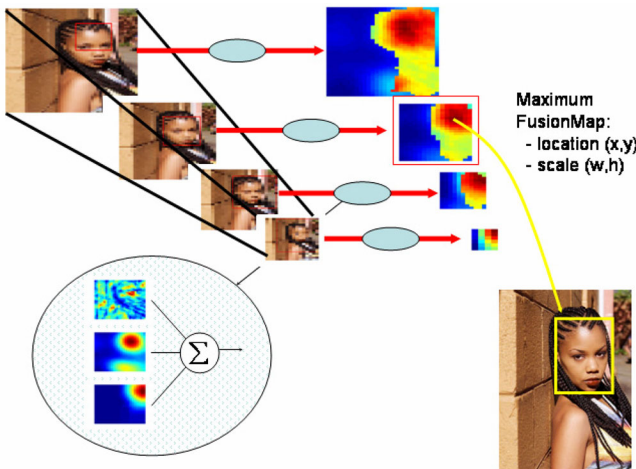 Maximum
FusionMap:
- location (x,y)
- scale (w,h)
Σ